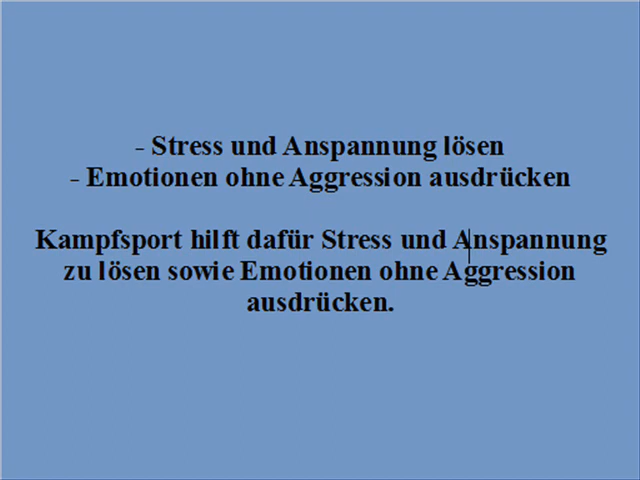 - Stress und Anspannung lösen
- Emotionen ohne Aggression ausdrücken
Kampfsport hilft dafür Stress und Anspannung
zu lösen sowie Emotionen ohne Aggression
ausdrücken.